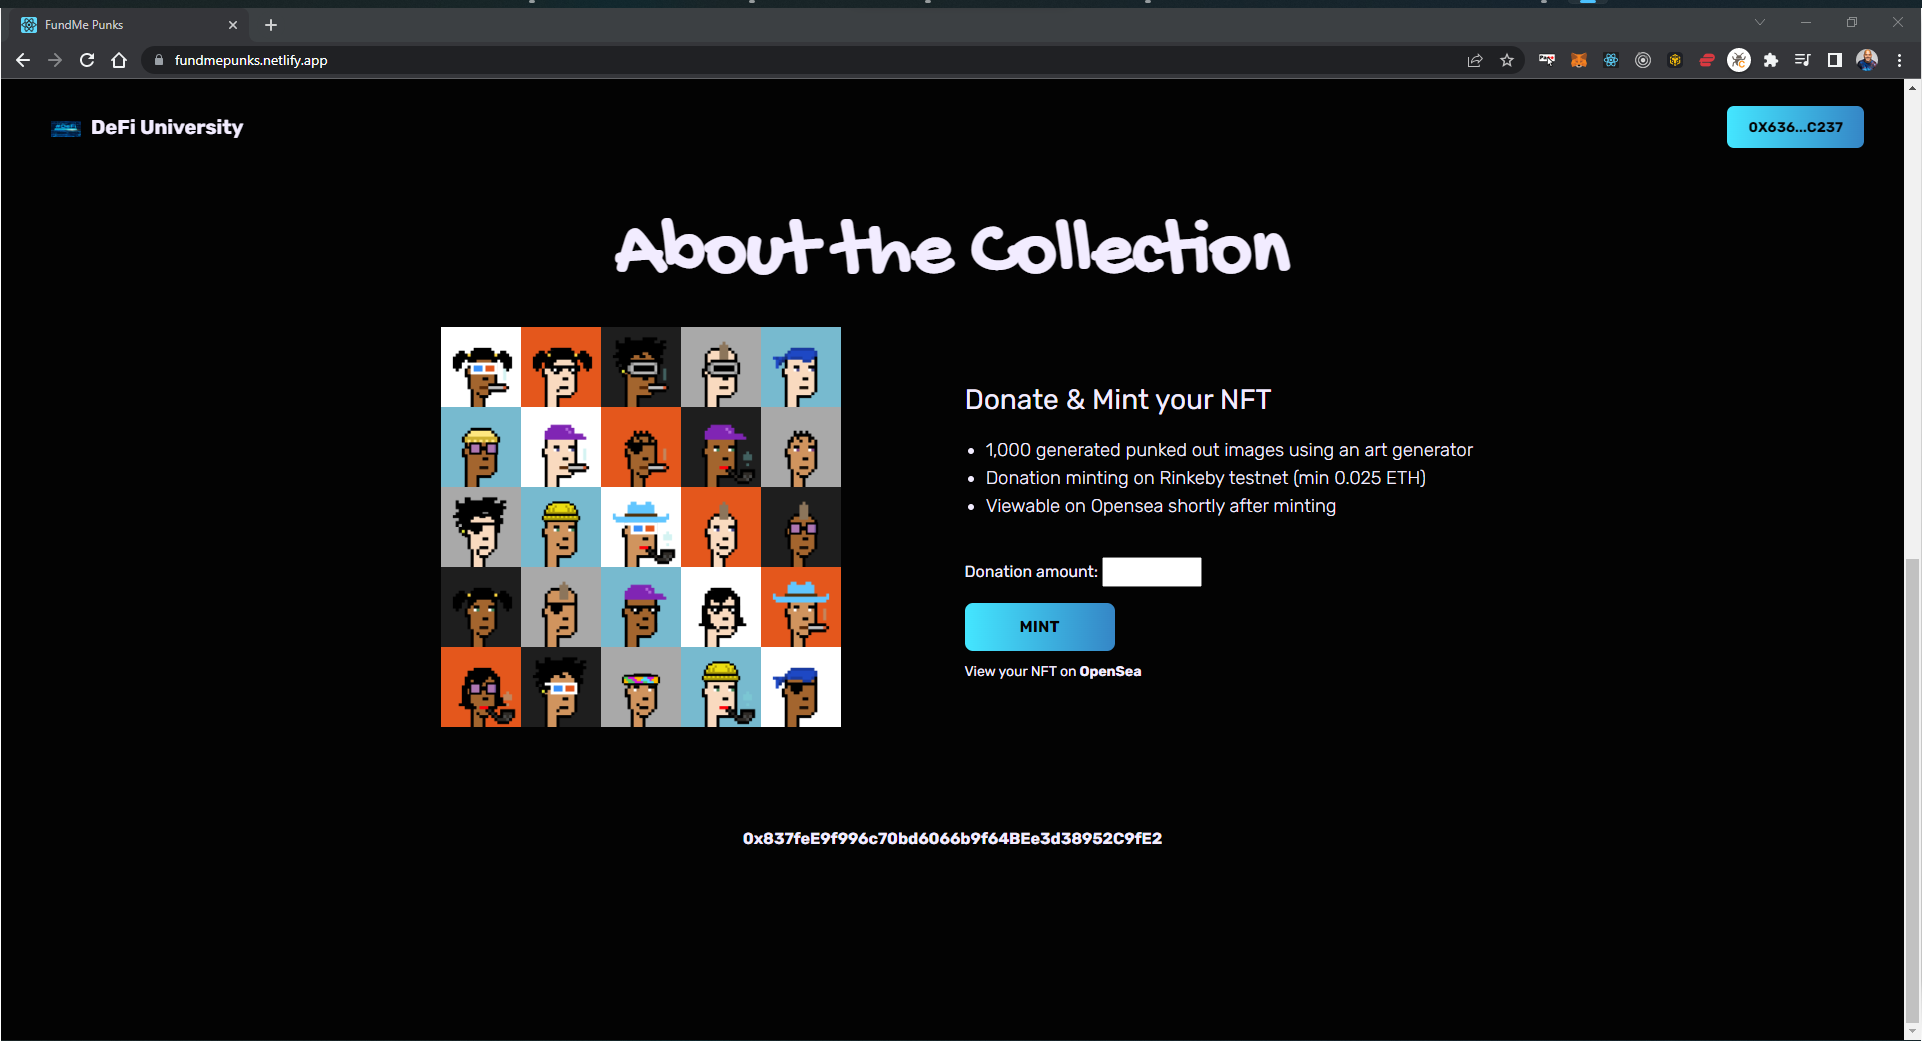 FundMe Punks
fundmepunks.netlify.app
DeFi University
0X636...C237
About the Collection
Donate & Mint your NFT
• 1,000 generated punked out images using an art generator
• Donation minting on Rinkeby testnet (min 0.025 ETH)
• Viewable on Opensea shortly after minting
Donation amount:
MINT
View your NFT on OpenSea
0x837feE9f996c70bd6066b9f64BEe3d38952C9fE2